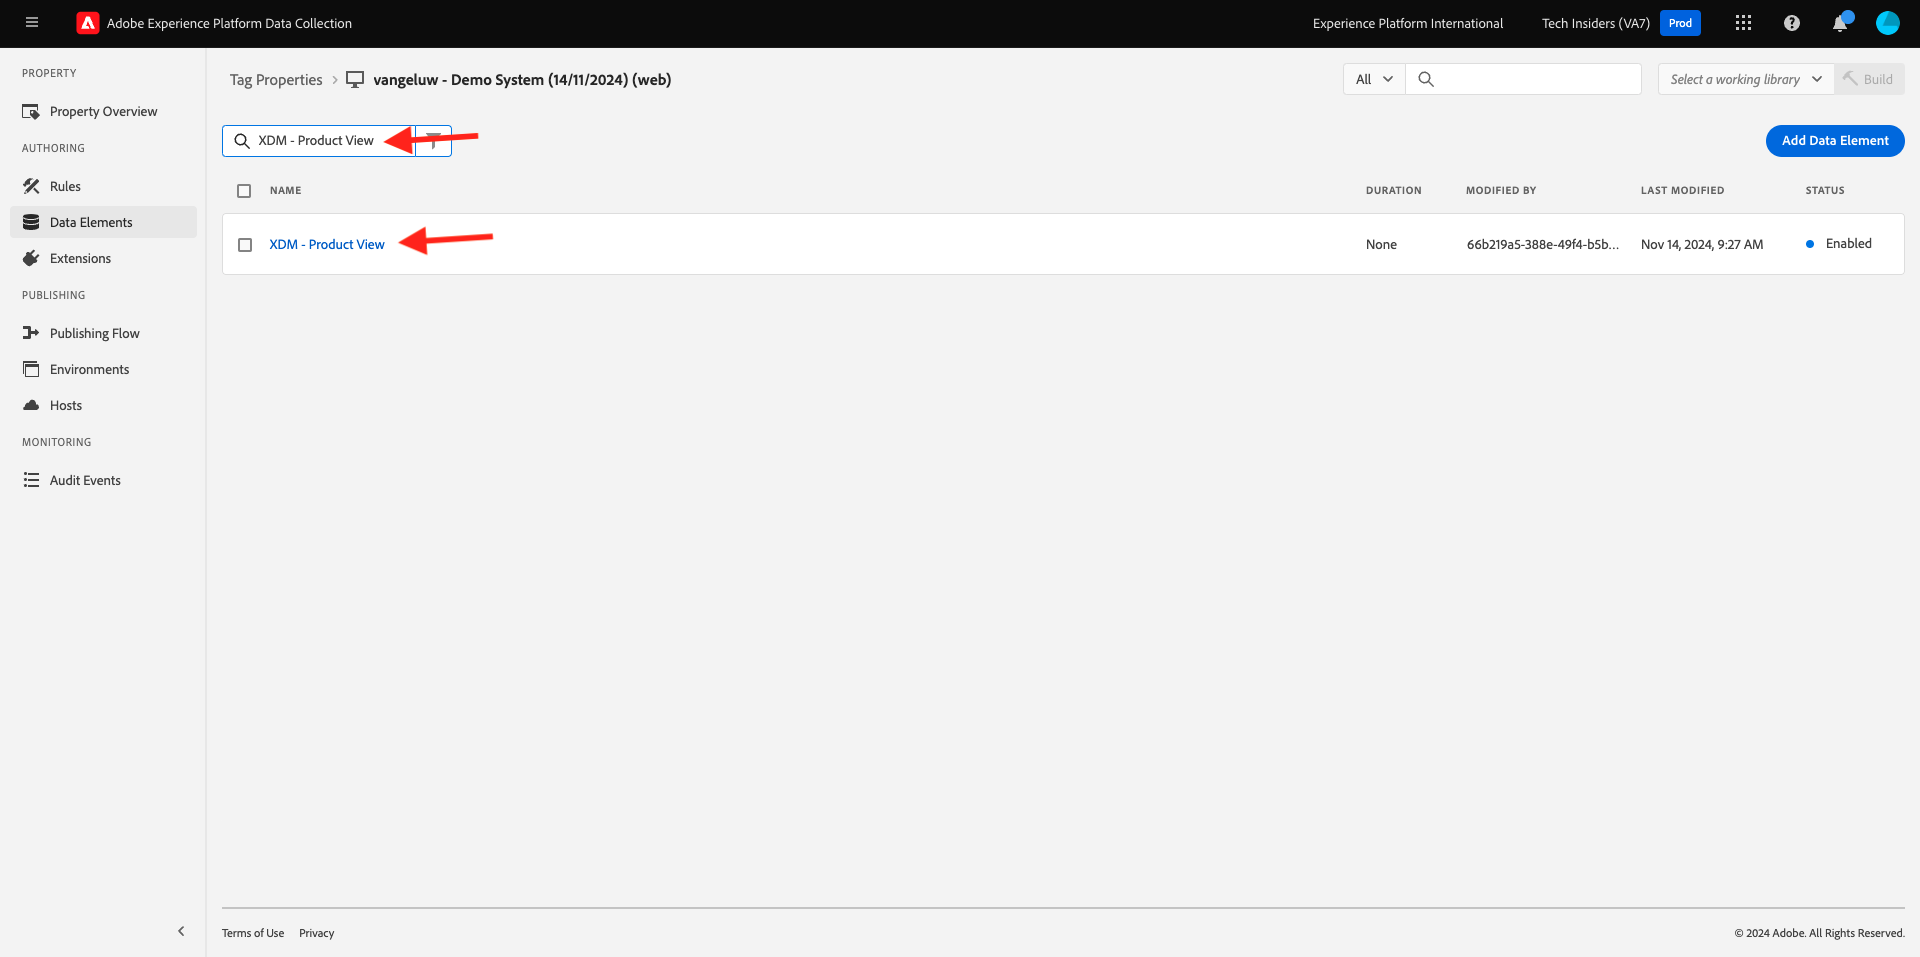 Adobe Experience Platform Data Collection
Experience Platform International
Tech Insiders (VA7)
Prod
PROPERTY
Property Overview
AUTHORING
Rules
Data Elements
Extensions
PUBLISHING
Publishing Flow
Environments
Hosts
MONITORING
Audit Events
Tag Properties
vangeluw - Demo System (14/11/2024) (web)
All
Select a working library
Build
XDM - Product View
Add Data Element
NAME
DURATION
MODIFIED BY
LAST MODIFIED
STATUS
XDM - Product View
None
66b219a5-388e-49f4-b5b...
Nov 14, 2024, 9:27 AM
Enabled
Terms of Use
Privacy
© 2024 Adobe. All Rights Reserved.